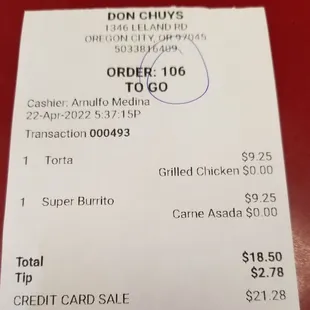 DON CHUYS
1346 LELAND RD
OREGON CITY, OR 97045
5033816409
ORDER: 106
TO GO
Cashier: Arnulfo Medina
22-Apr-2022 5:37:15P
Transaction 000493
1 Torta $9.25
Grilled Chicken $0.00
1 Super Burrito $9.25
Carne Asada $0.00
Total $18.50
Tip $2.78
CREDIT CARD SALE $21.28